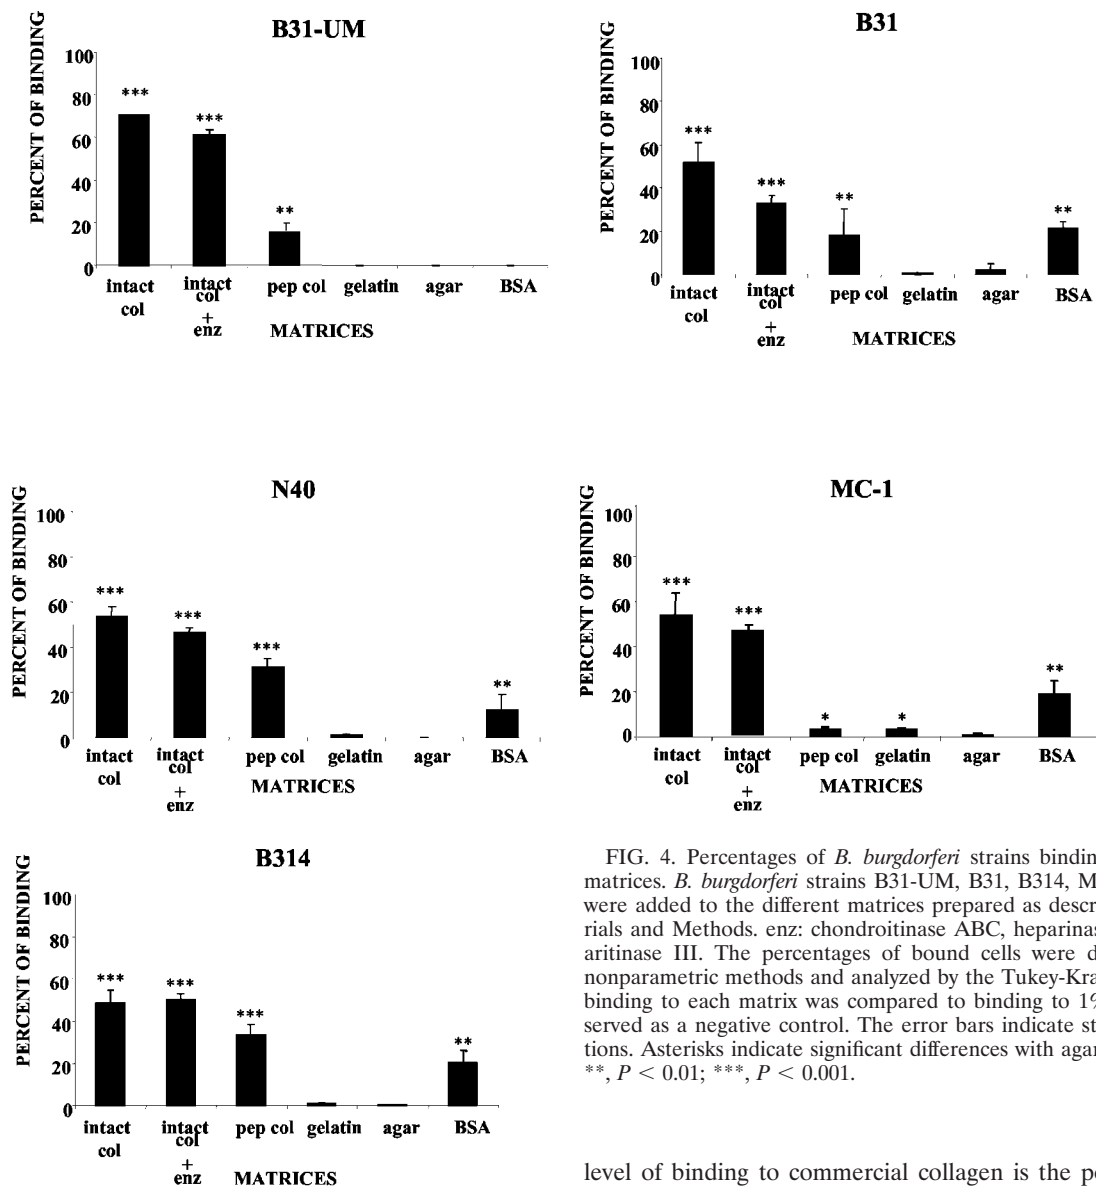 B31-UM
PERCENT OF BINDING
100
80
60
40
20
0
***
***
**
intact col
intact col + enz
pep col
gelatin
agar
BSA
MATRICES
B31
PERCENT OF BINDING
100
80
60
40
20
0
***
***
**
**
intact col
intact col + enz
pep col
gelatin
agar
BSA
MATRICES
N40
PERCENT OF BINDING
100
80
60
40
20
0
***
***
***
**
intact col
intact col + enz
pep col
gelatin
agar
BSA
MATRICES
MC-1
PERCENT OF BINDING
100
80
60
40
20
0
***
***
*
*
**
intact col
intact col + enz
pep col
gelatin
agar
BSA
MATRICES
B314
PERCENT OF BINDING
100
80
60
40
20
0
***
***
***
**
intact col
intact col + enz
pep col
gelatin
agar
BSA
MATRICES
FIG. 4. Percentages of B. burgdorferi strains bindin
matrices. B. burgdorferi strains B31-UM, B31, B314, M
were added to the different matrices prepared as descr
rials and Methods. enz: chondroitinase ABC, heparinas
aritinase III. The percentages of bound cells were d
nonparametric methods and analyzed by the Tukey-Kra
binding to each matrix was compared to binding to 1%
served as a negative control. The error bars indicate st
tions. Asterisks indicate significant differences with agar
**, P < 0.01; ***, P < 0.001.
level of binding to commercial collagen is the p